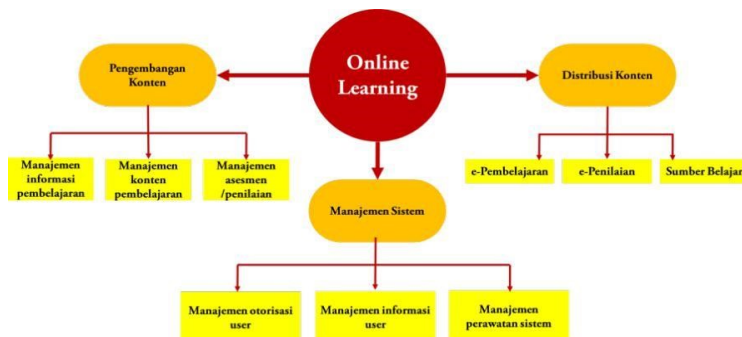 Online
Learning
Pengembangan
Konten
Distribusi Konten
Manajemen
informasi
pembelajaran
Manajemen
konten
pembelajaran
Manajemen
asesmen
/penilaian
e-Pembelajaran
e-Penilaian
Sumber Belajar
Manajemen Sistem
Manajemen otorisasi
user
Manajemen informasi
user
Manajemen
perawatan sistem